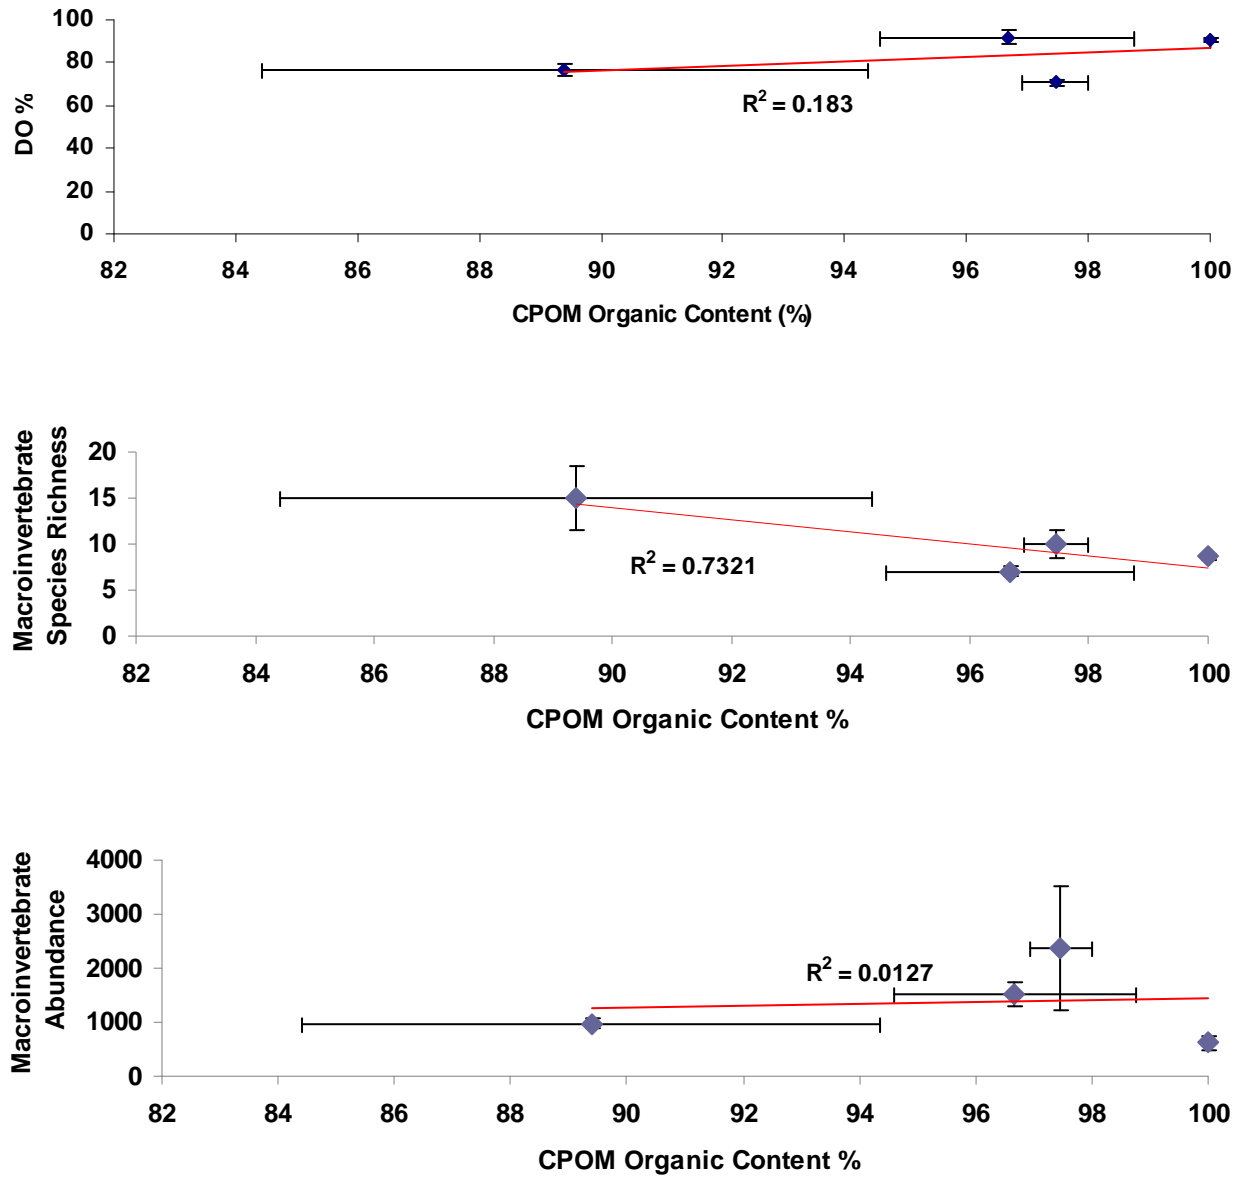 100
80
60
40
20
0
DO %
R² = 0.183
82 84 86 88 90 92 94 96 98 100
CPOM Organic Content (%)
Macroinvertebrate
Species Richness
20
15
10
5
0
R² = 0.7321
82 84 86 88 90 92 94 96 98 100
CPOM Organic Content %
Macroinvertebrate
Abundance
4000
3000
2000
1000
0
R² = 0.0127
82 84 86 88 90 92 94 96 98 100
CPOM Organic Content %